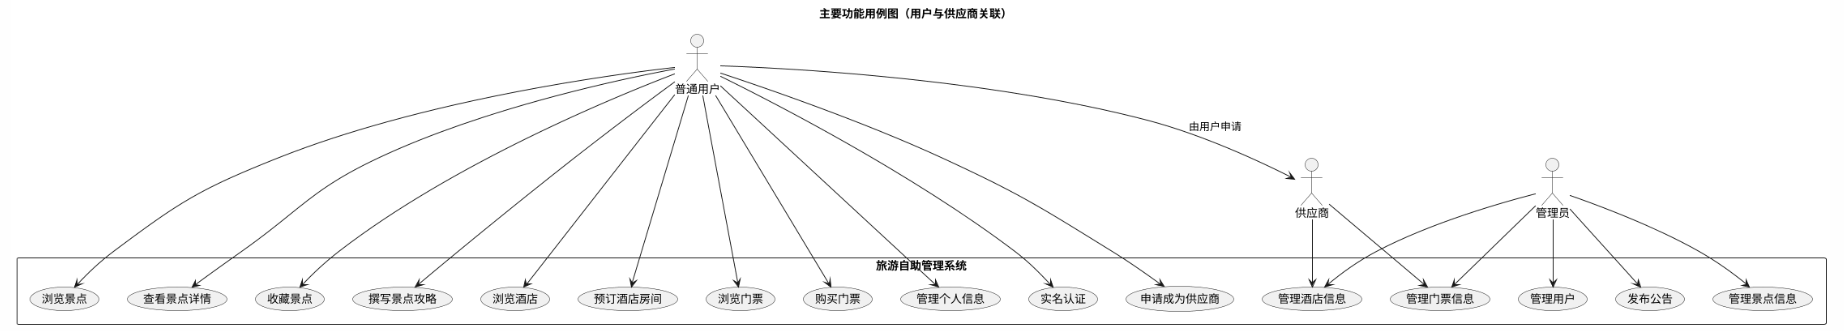 主要功能用例图（用户与供应商关联）
普通用户
由用户申请
供应商
管理员
旅游自助管理系统
浏览景点
查看景点详情
收藏景点
撰写景点攻略
浏览酒店
预订酒店房间
浏览门票
购买门票
管理个人信息
实名认证
申请成为供应商
管理酒店信息
管理门票信息
管理用户
发布公告
管理景点信息